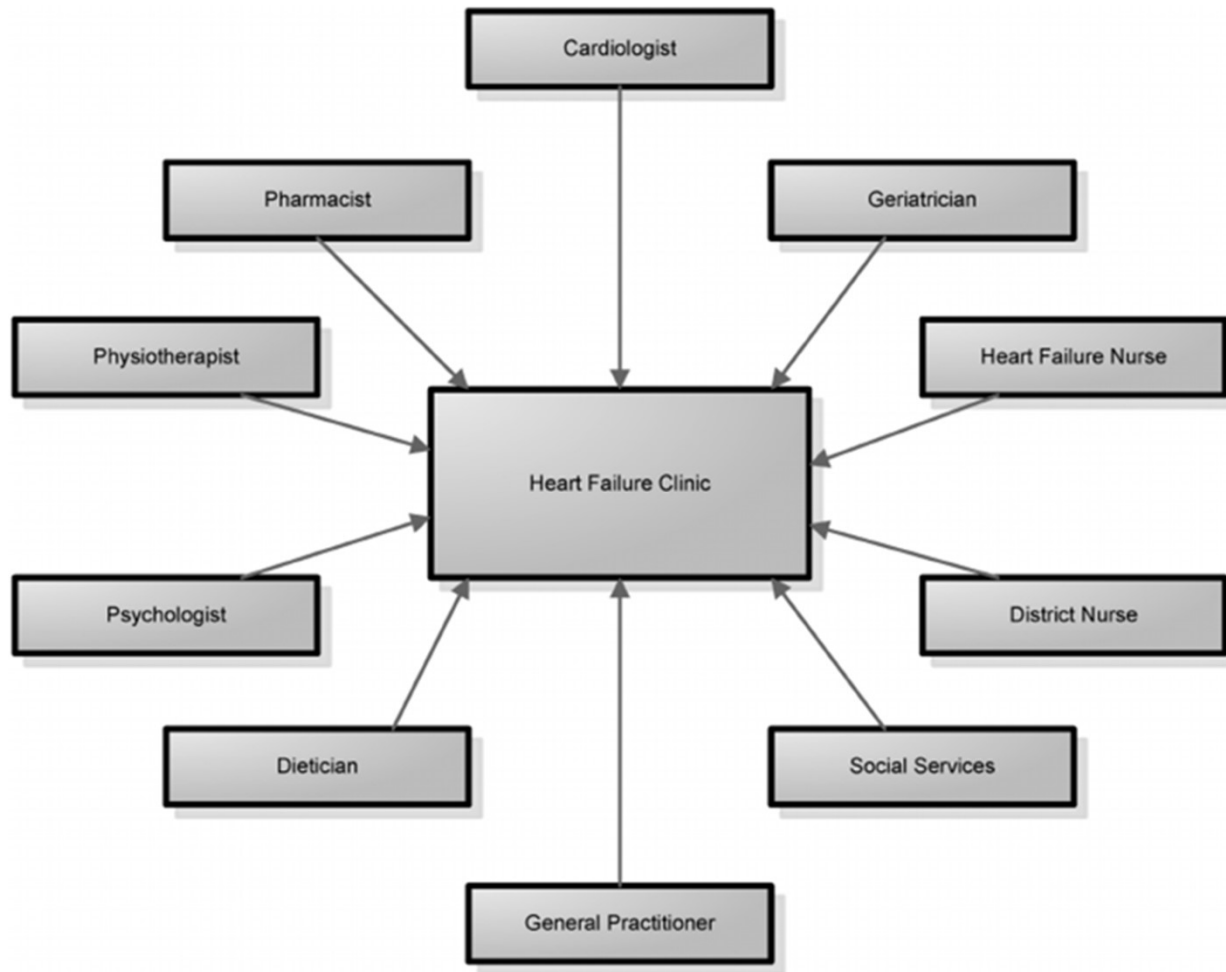 Cardiologist
Pharmacist
Geriatrician
Physiotherapist
Heart Failure Nurse
Heart Failure Clinic
Psychologist
District Nurse
Dietician
Social Services
General Practitioner